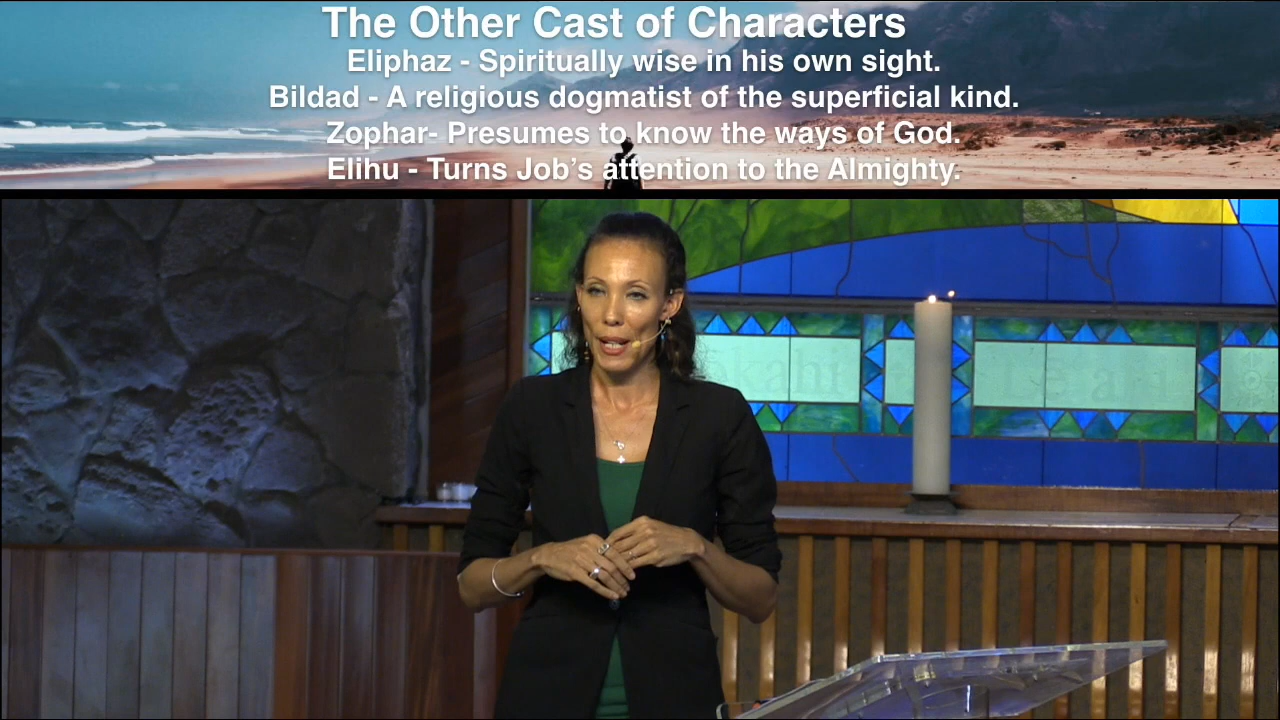 The Other Cast of Characters
Eliphaz - Spiritually wise in his own sight.
Bildad - A religious dogmatist of the superficial kind.
Zophar- Presumes to know the ways of God.
Elihu - Turns Job’s attention to the Almighty.